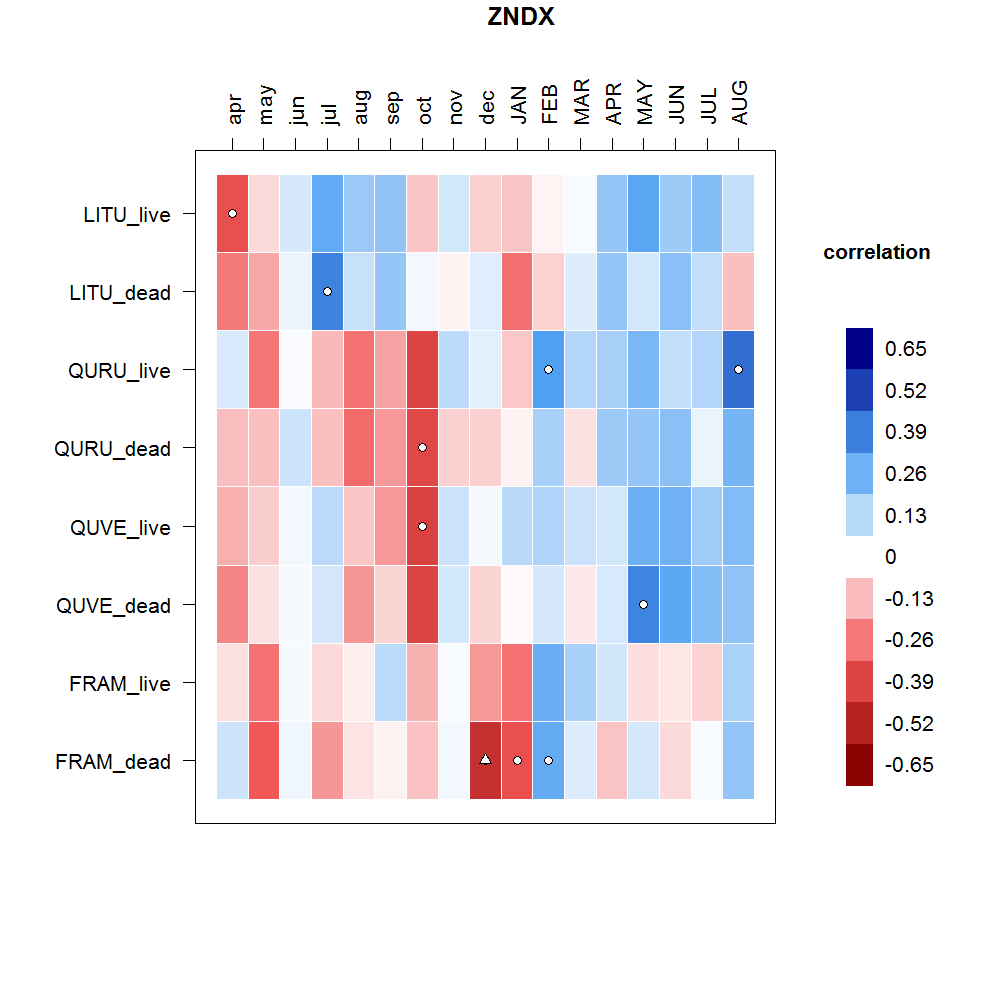 ZNDX
apr may jun jul aug sep oct nov dec JAN FEB MAR APR MAY JUN JUL AUG
LITU_live
LITU_dead
QURU_live
QURU_dead
QUVE_live
QUVE_dead
FRAM_live
FRAM_dead
correlation
0.65
0.52
0.39
0.26
0.13
0
-0.13
-0.26
-0.39
-0.52
-0.65